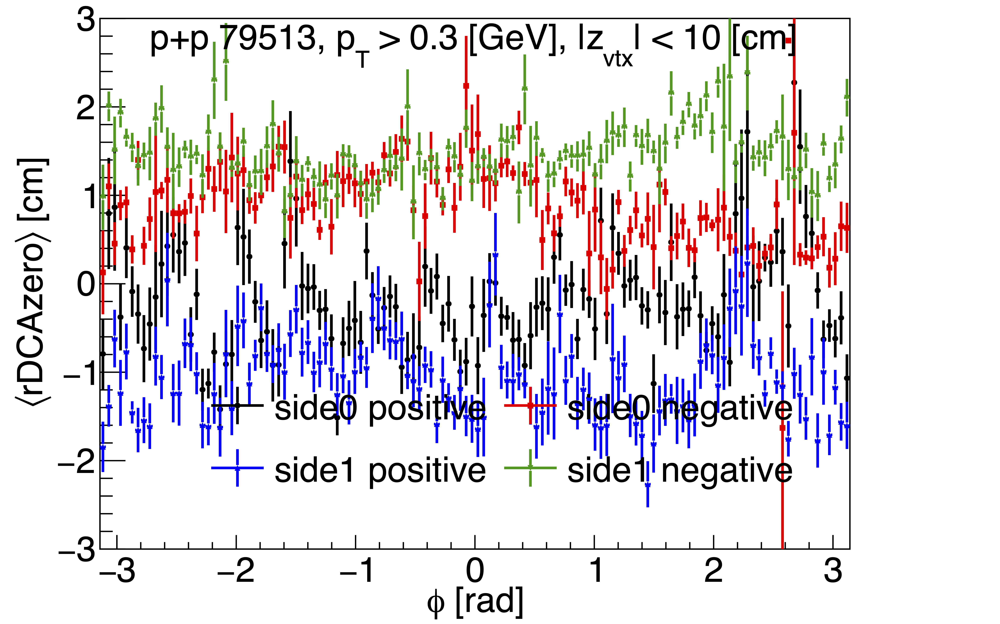 p+p 79513, p_T > 0.3 [GeV], |z_vtx| < 10 [cm]
3
2
1
0
−1
−2
−3
⟨rDCAzero⟩ [cm]
side0 positive side0 negative
side1 positive side1 negative
−3 −2 −1 0 1 2 3
ϕ [rad]